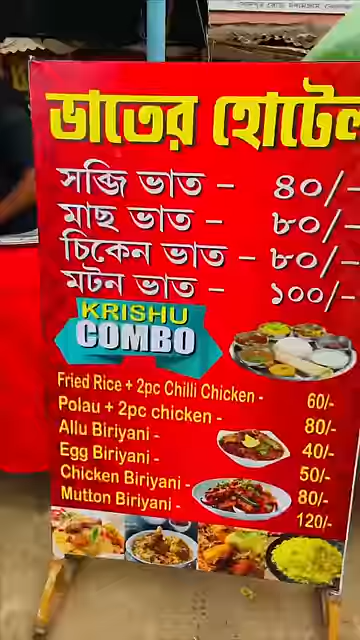 ভাতের হোটেল
সব্জি ভাত – ৪০/-
মাছ ভাত – ৮০/-
চিকেন ভাত – ৮০/-
মটন ভাত – ১০০/-
KRISHU
COMBO
Fried Rice + 2pc Chilli Chicken - 60/-
Polau + 2pc chicken - 80/-
Allu Biriyani - 40/-
Egg Biriyani - 50/-
Chicken Biriyani - 80/-
Mutton Biriyani - 120/-